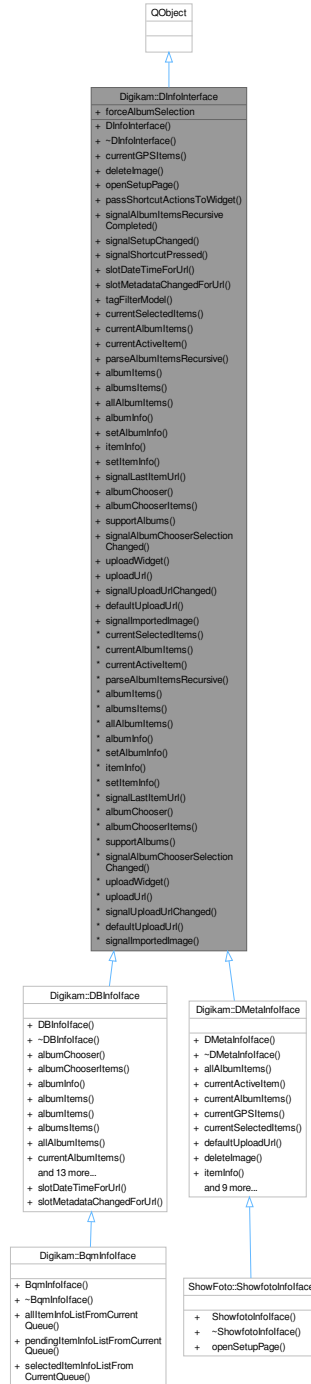 QObject
Digikam::DInfoInterface
+ forceAlbumSelection
+ DInfoInterface()
+ ~DInfoInterface()
+ currentGPSItems()
+ deleteImage()
+ openSetupPage()
+ passShortcutActionsToWidget()
+ signalAlbumItemsRecursive
Completed()
+ signalSetupChanged()
+ signalShortcutPressed()
+ slotDateTimeForUrl()
+ slotMetadataChangedForUrl()
+ tagFilterModel()
+ currentSelectedItems()
+ currentAlbumItems()
+ currentActiveItem()
+ parseAlbumItemsRecursive()
+ albumItems()
+ albumsItems()
+ allAlbumItems()
+ albumInfo()
+ setAlbumInfo()
+ itemInfo()
+ setItemInfo()
+ signalLastItemUrl()
+ albumChooser()
+ albumChooserItems()
+ supportAlbums()
+ signalAlbumChooserSelection
Changed()
+ uploadWidget()
+ uploadUrl()
+ signalUploadUrlChanged()
+ defaultUploadUrl()
+ signalImportedImage()
* currentSelectedItems()
* currentAlbumItems()
* currentActiveItem()
* parseAlbumItemsRecursive()
* albumItems()
* albumsItems()
* allAlbumItems()
* albumInfo()
* setAlbumInfo()
* itemInfo()
* setItemInfo()
* signalLastItemUrl()
* albumChooser()
* albumChooserItems()
* supportAlbums()
* signalAlbumChooserSelection
Changed()
* uploadWidget()
* uploadUrl()
* signalUploadUrlChanged()
* defaultUploadUrl()
* signalImportedImage()
Digikam::DBInfoIface
+ DBInfoIface()
+ ~DBInfoIface()
+ albumChooser()
+ albumChooserItems()
+ albumInfo()
+ albumItems()
+ albumItems()
+ albumsItems()
+ allAlbumItems()
+ currentAlbumItems()
and 13 more...
+ slotDateTimeForUrl()
+ slotMetadataChangedForUrl()
Digikam::DMetaInfoIface
+ DMetaInfoIface()
+ ~DMetaInfoIface()
+ allAlbumItems()
+ currentActiveItem()
+ currentAlbumItems()
+ currentGPSItems()
+ currentSelectedItems()
+ defaultUploadUrl()
+ deleteImage()
+ itemInfo()
and 9 more...
Digikam::BqmInfoIface
+ BqmInfoIface()
+ ~BqmInfoIface()
+ allItemInfoListFromCurrent
Queue()
+ pendingItemInfoListFromCurrent
Queue()
+ selectedItemInfoListFrom
CurrentQueue()
ShowFoto::ShowfotoInfoIface
+ ShowfotoInfoIface()
+ ~ShowfotoInfoIface()
+ openSetupPage()